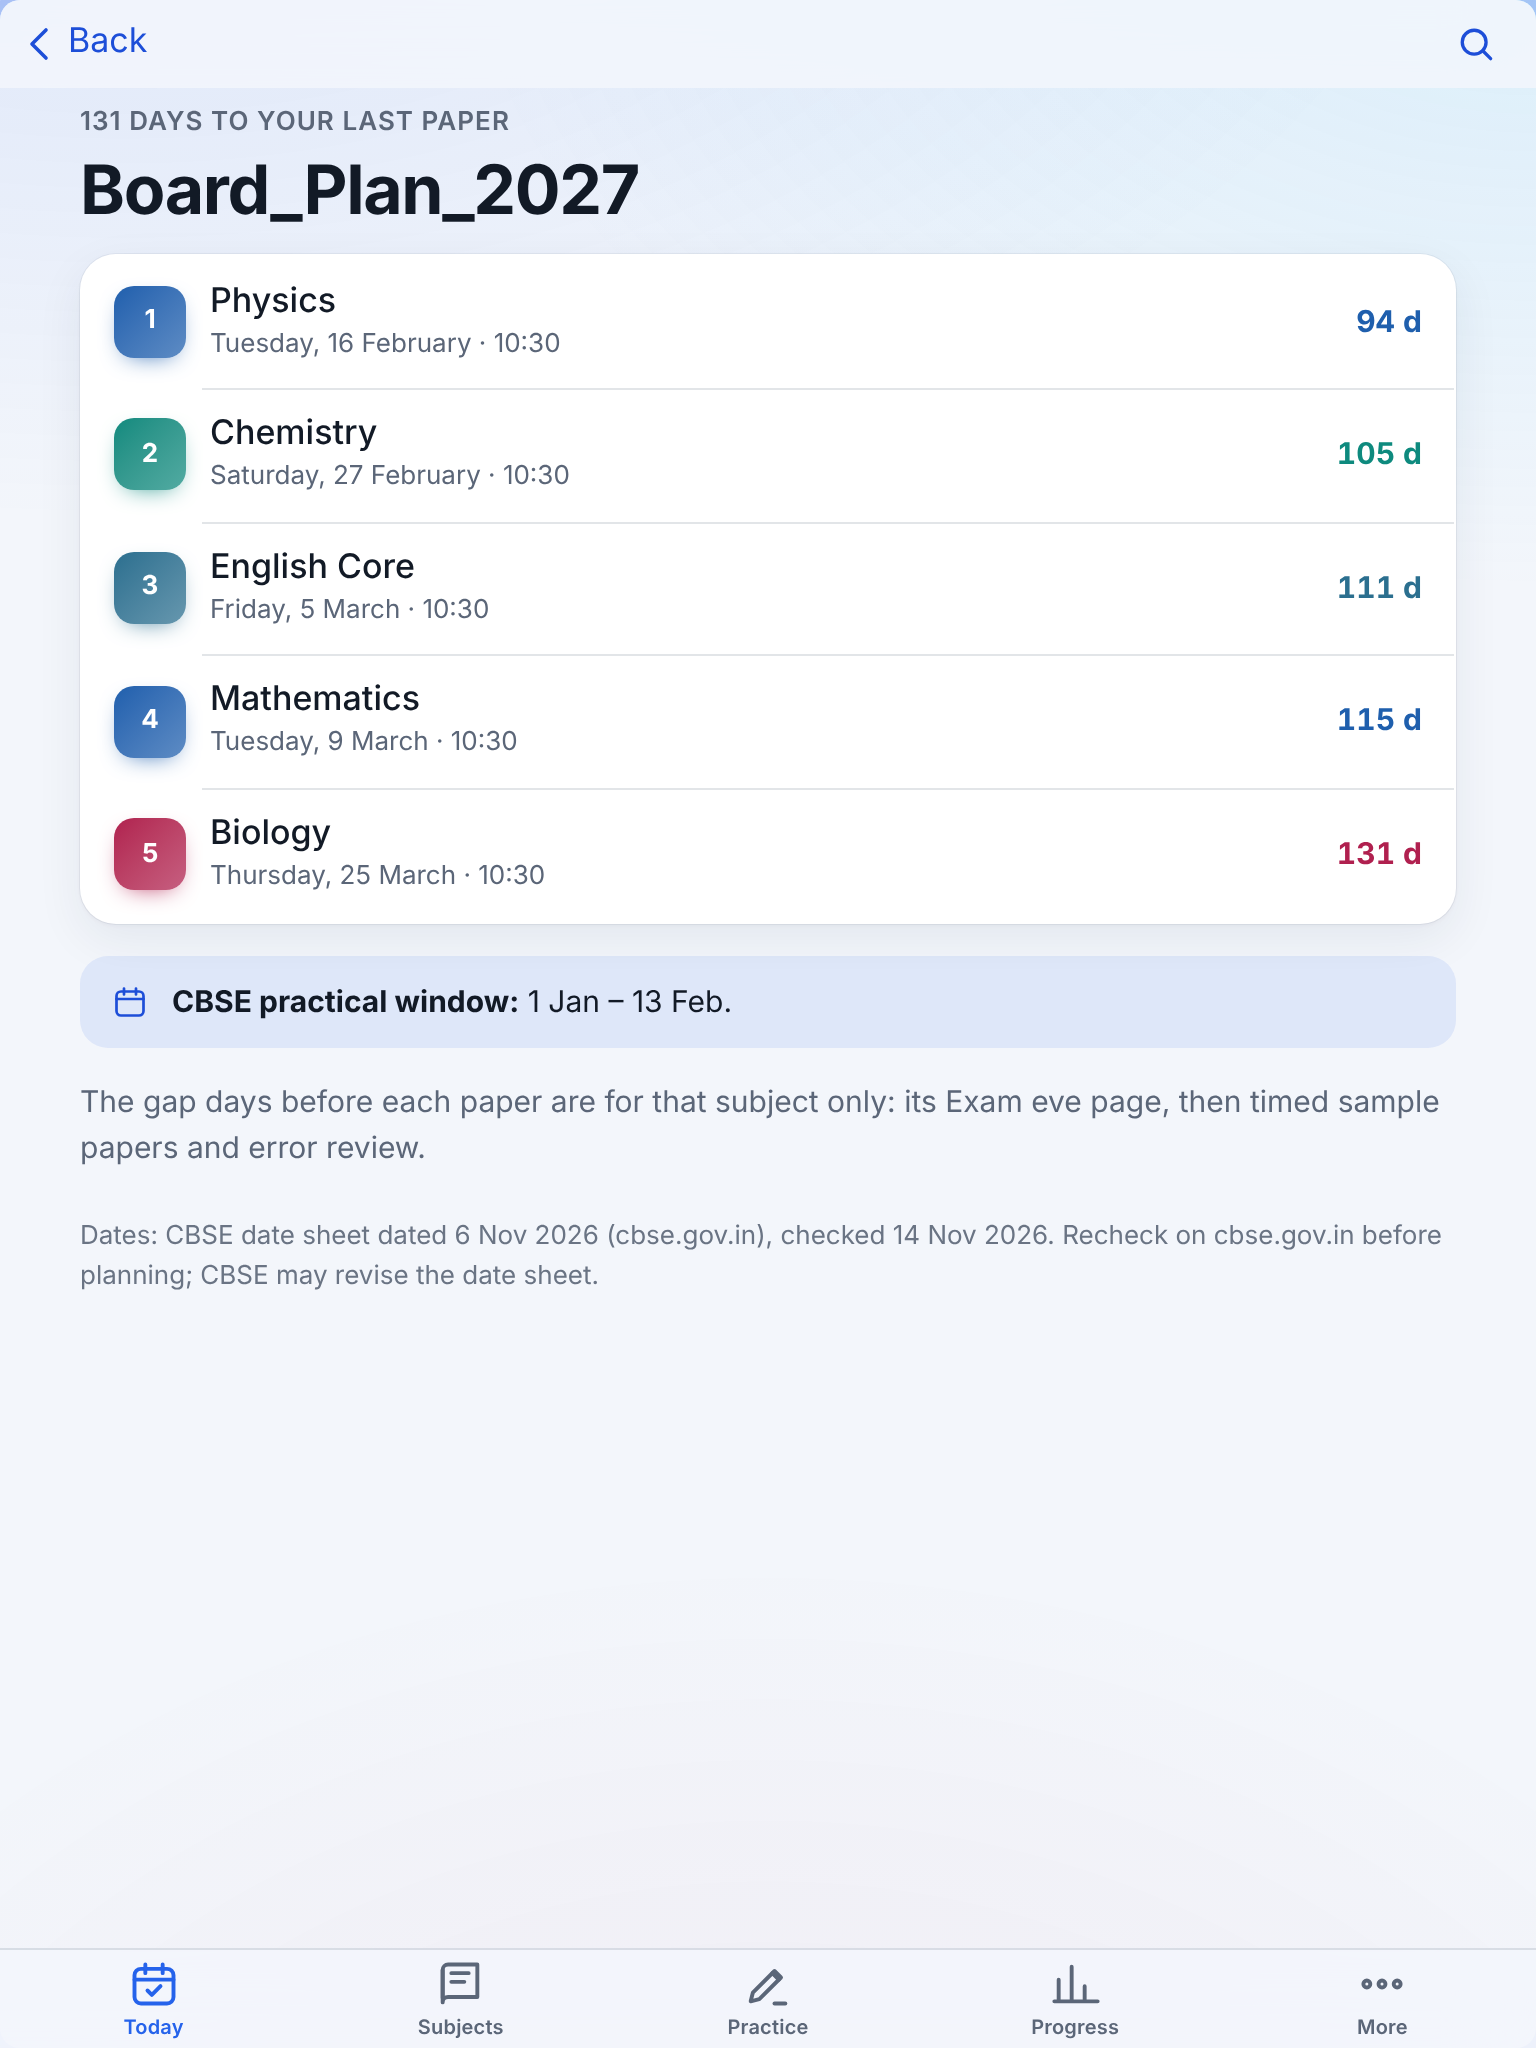 Back
131 DAYS TO YOUR LAST PAPER
Board_Plan_2027
1
Physics
Tuesday, 16 February · 10:30
94 d
2
Chemistry
Saturday, 27 February · 10:30
105 d
3
English Core
Friday, 5 March · 10:30
111 d
4
Mathematics
Tuesday, 9 March · 10:30
115 d
5
Biology
Thursday, 25 March · 10:30
131 d
CBSE practical window: 1 Jan – 13 Feb.
The gap days before each paper are for that subject only: its Exam eve page, then timed sample
papers and error review.
Dates: CBSE date sheet dated 6 Nov 2026 (cbse.gov.in), checked 14 Nov 2026. Recheck on cbse.gov.in before
planning; CBSE may revise the date sheet.
Today
Subjects
Practice
Progress
More